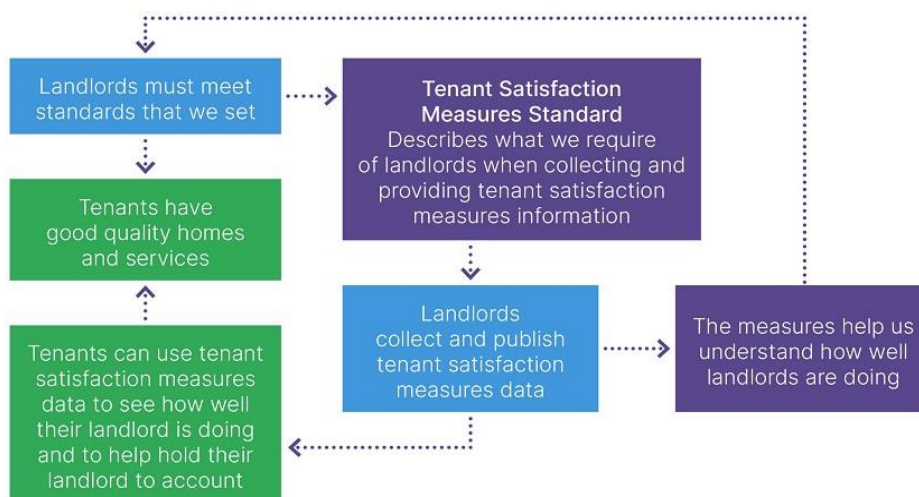 Landlords must meet
standards that we set
Tenant Satisfaction
Measures Standard
Describes what we require
of landlords when collecting and
providing tenant satisfaction
measures information
Tenants have
good quality homes
and services
Landlords
collect and publish
tenant satisfaction
measures data
The measures help us
understand how well
landlords are doing
Tenants can use tenant
satisfaction measures
data to see how well
their landlord is doing
and to help hold their
landlord to account